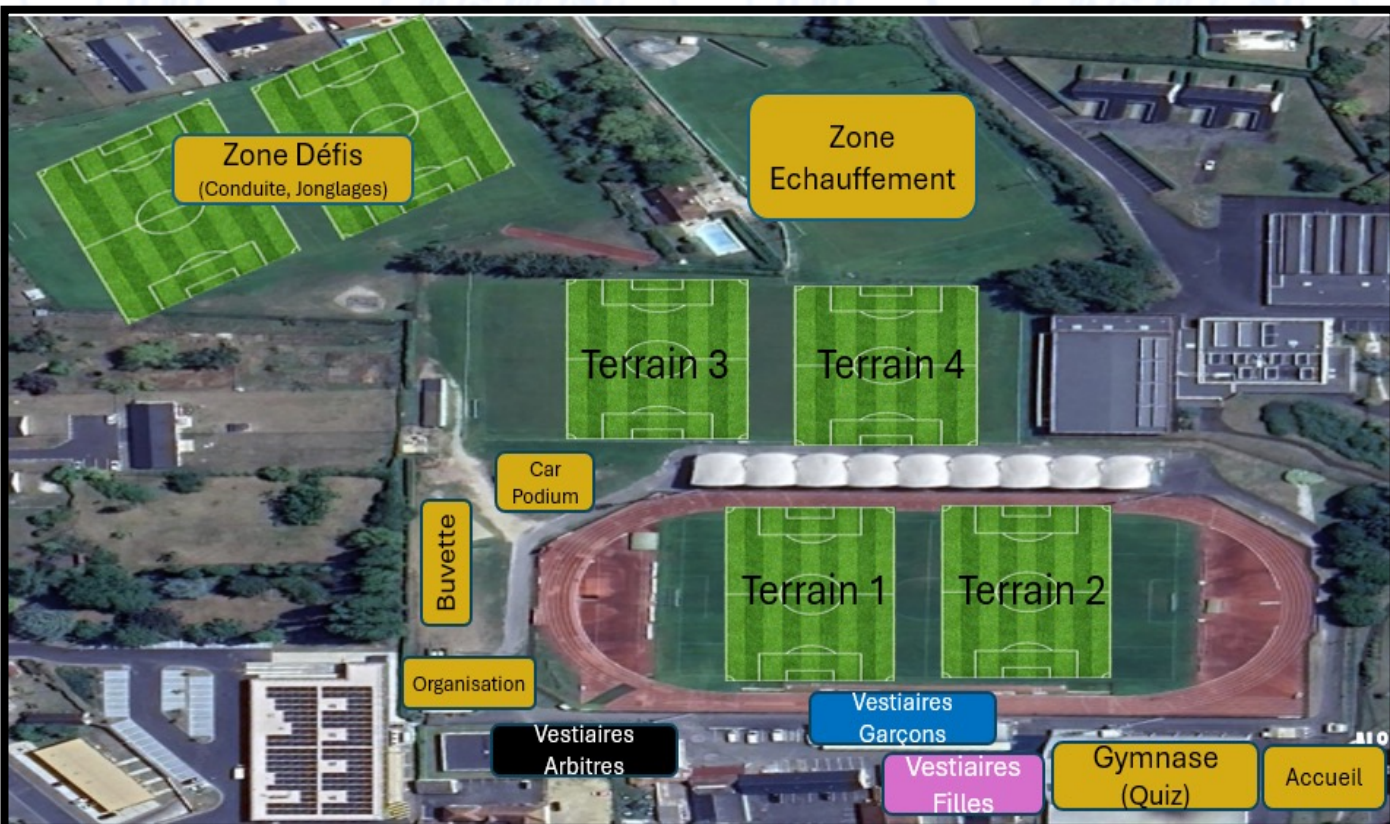 Zone Défis
(Conduite, Jonglages)
Zone
Echauffement
Terrain 3
Terrain 4
Car
Podium
Buvette
Terrain 1
Terrain 2
Organisation
Vestiaires
Garçons
Vestiaires
Arbitres
Vestiaires
Filles
Gymnase
(Quiz)
Accueil